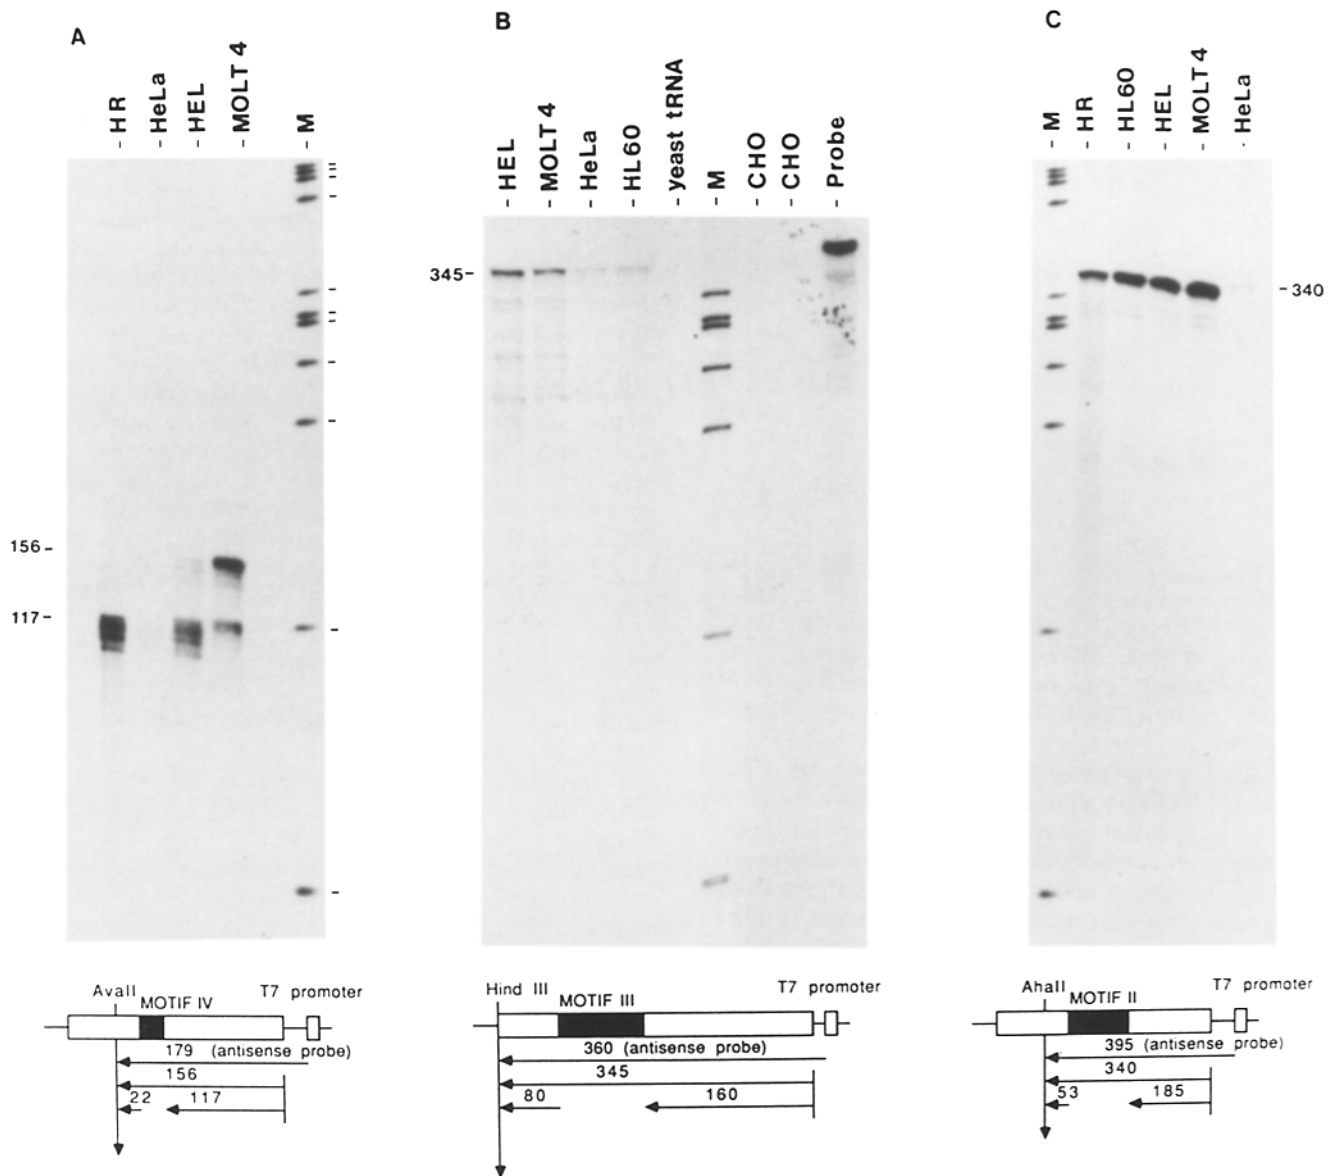 A
HR
HeLa
HEL
MOLT 4
M
156
117
AvaII
T7 promoter
MOTIF IV
179 (antisense probe)
156
22
117
B
HEL
MOLT 4
HeLa
HL60
yeast tRNA
M
CHO
CHO
Probe
345
Hind III
T7 promoter
MOTIF III
360 (antisense probe)
345
80
160
C
M
HR
HL60
HEL
MOLT 4
HeLa
340
AhaII
T7 promoter
MOTIF II
395 (antisense probe)
340
53
185